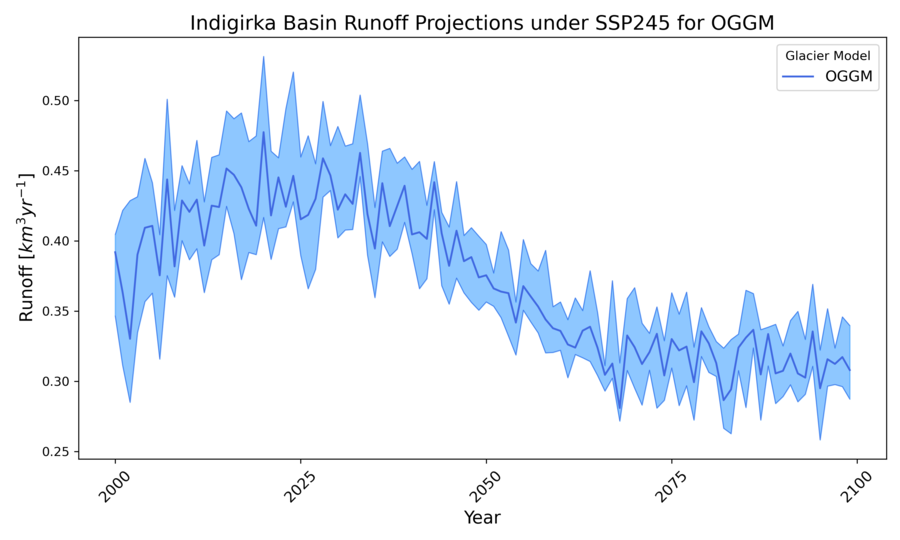 Indigirka Basin Runoff Projections under SSP245 for OGGM
Glacier Model
OGGM
0.50
0.45
0.40
0.35
0.30
0.25
Runoff [km³yr⁻¹]
2000
2025
2050
2075
2100
Year